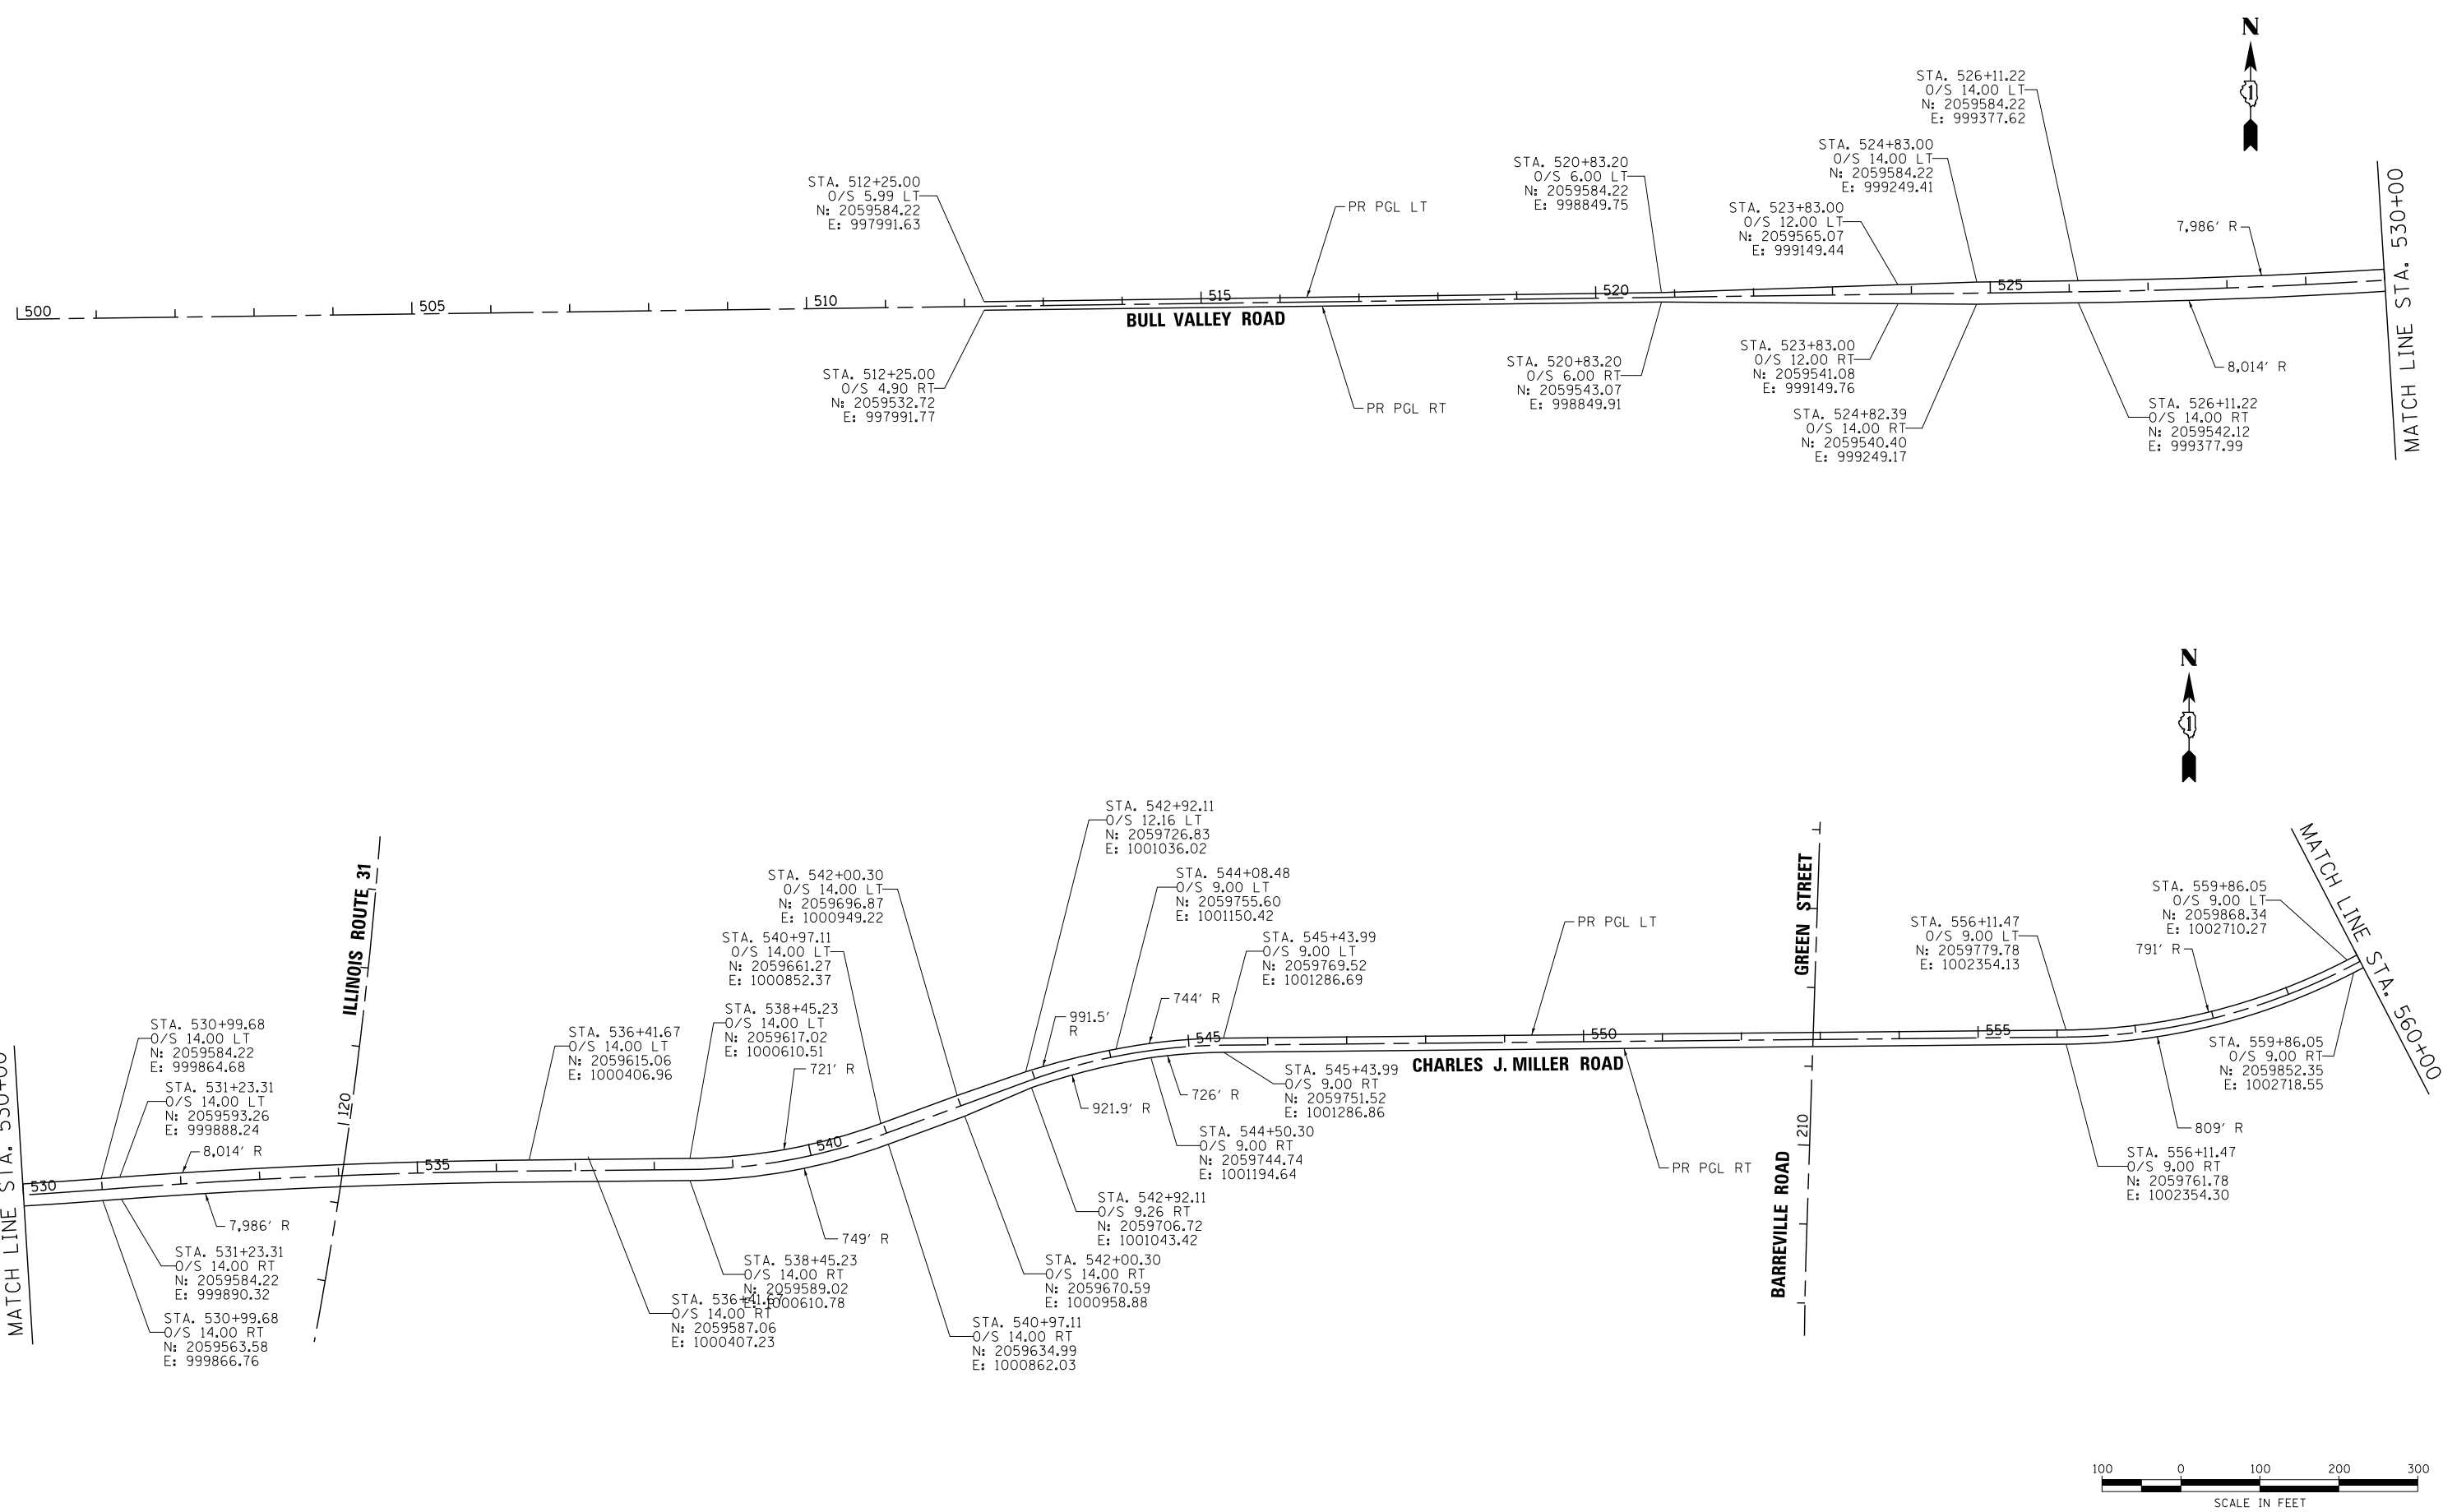 N
1
STA. 526+11.22
O/S 14.00 LT
N: 2059584.22
E: 999377.62
STA. 524+83.00
O/S 14.00 LT
N: 2059584.22
E: 999249.41
STA. 520+83.20
O/S 6.00 LT
N: 2059584.22
E: 998849.75
STA. 512+25.00
O/S 5.99 LT
N: 2059584.22
E: 997991.63
PR PGL LT
STA. 523+83.00
O/S 12.00 LT
N: 2059565.07
E: 999149.44
7,986' R
MATCH LINE STA. 530+00
500
505
510
515
520
525
BULL VALLEY ROAD
STA. 512+25.00
O/S 4.90 RT
N: 2059532.72
E: 997991.77
PR PGL RT
STA. 520+83.20
O/S 6.00 RT
N: 2059543.07
E: 998849.91
STA. 523+83.00
O/S 12.00 RT
N: 2059541.08
E: 999149.76
STA. 524+82.39
O/S 14.00 RT
N: 2059540.40
E: 999249.17
8,014' R
STA. 526+11.22
O/S 14.00 RT
N: 2059542.12
E: 999377.99
N
1
STA. 542+92.11
O/S 12.16 LT
N: 2059726.83
E: 1001036.02
STA. 542+00.30
O/S 14.00 LT
N: 2059696.87
E: 1000949.22
STA. 544+08.48
O/S 9.00 LT
N: 2059755.60
E: 1001150.42
STA. 540+97.11
O/S 14.00 LT
N: 2059661.27
E: 1000852.37
STA. 545+43.99
O/S 9.00 LT
N: 2059769.52
E: 1001286.69
PR PGL LT
GREEN STREET
STA. 556+11.47
O/S 9.00 LT
N: 2059779.78
E: 1002354.13
STA. 559+86.05
O/S 9.00 LT
N: 2059868.34
E: 1002710.27
791' R
MATCH LINE STA. 560+00
ILLINOIS ROUTE 31
120
STA. 530+99.68
O/S 14.00 LT
N: 2059584.22
E: 999864.68
STA. 531+23.31
O/S 14.00 LT
N: 2059593.26
E: 999888.24
8,014' R
STA. 536+41.67
O/S 14.00 LT
N: 2059615.06
E: 1000406.96
STA. 538+45.23
O/S 14.00 LT
N: 2059617.02
E: 1000610.51
721' R
991.5'
R
744' R
MATCH LINE STA. 530+00
530
535
540
545
550
555
CHARLES J. MILLER ROAD
921.9' R
726' R
STA. 545+43.99
O/S 9.00 RT
N: 2059751.52
E: 1001286.86
STA. 544+50.30
O/S 9.00 RT
N: 2059744.74
E: 1001194.64
PR PGL RT
210
BARREVILLE ROAD
STA. 559+86.05
O/S 9.00 RT
N: 2059852.35
E: 1002718.55
809' R
STA. 556+11.47
O/S 9.00 RT
N: 2059761.78
E: 1002354.30
7,986' R
STA. 531+23.31
O/S 14.00 RT
N: 2059584.22
E: 999890.32
STA. 530+99.68
O/S 14.00 RT
N: 2059563.58
E: 999866.76
749' R
STA. 538+45.23
O/S 14.00 RT
N: 2059589.02
E: 1000610.78
STA. 536+41.67
O/S 14.00 RT
N: 2059587.06
E: 1000407.23
STA. 542+92.11
O/S 9.26 RT
N: 2059706.72
E: 1001043.42
STA. 542+00.30
O/S 14.00 RT
N: 2059670.59
E: 1000958.88
STA. 540+97.11
O/S 14.00 RT
N: 2059634.99
E: 1000862.03
100 0 100 200 300
SCALE IN FEET